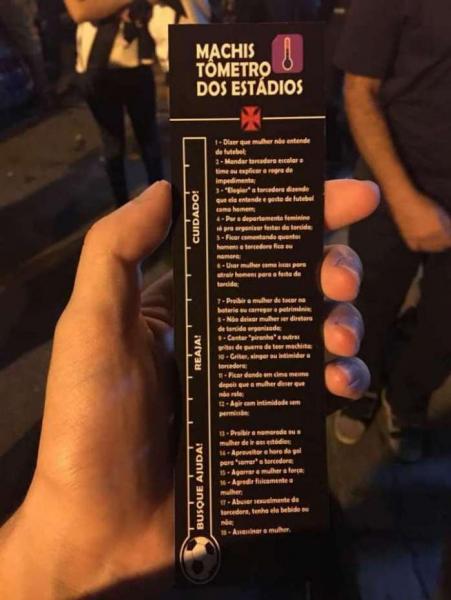 MACHIS
TÔMETRO
DOS ESTÁDIOS
CUIDADO!
1 - Dizer que mulher não entende
de futebol;
2 - Mandar torcedora escalar o
time ou explicar a regra do
impedimento;
3 - "Elogiar" a torcedora dizendo
que ela entende e gosta de futebol
como homem;
4 - Por o departamento feminino
só pra organizar festas da torcida;
5 - Ficar comentando quantos
homens a torcedora fica ou
namora;
6 - Usar mulher como iscas para
atrair homens para a festa da
torcida;
REAJA!
7 - Proibir a mulher de tocar na
bateria ou carregar o patrimônio;
8 - Não deixar mulher ser diretora
de torcida organizada;
9 - Cantar "piranha" e outros
gritos de guerra de teor machista;
10 - Gritar, xingar ou intimidar a
torcedora;
11 - Ficar dando em cima mesmo
depois que a mulher disser que
não rola;
12 - Agir com intimidade sem
permissão;
BUSQUE AJUDA!
13 - Proibir a namorada ou a
mulher de ir aos estádios;
14 - Aproveitar a hora do gol
para "sarrar" a torcedora;
15 - Agarrar a mulher a força;
16 - Agredir fisicamente a
mulher;
17 - Abusar sexualmente da
torcedora, tenha ela bebido ou
não;
18 - Assassinar a mulher.